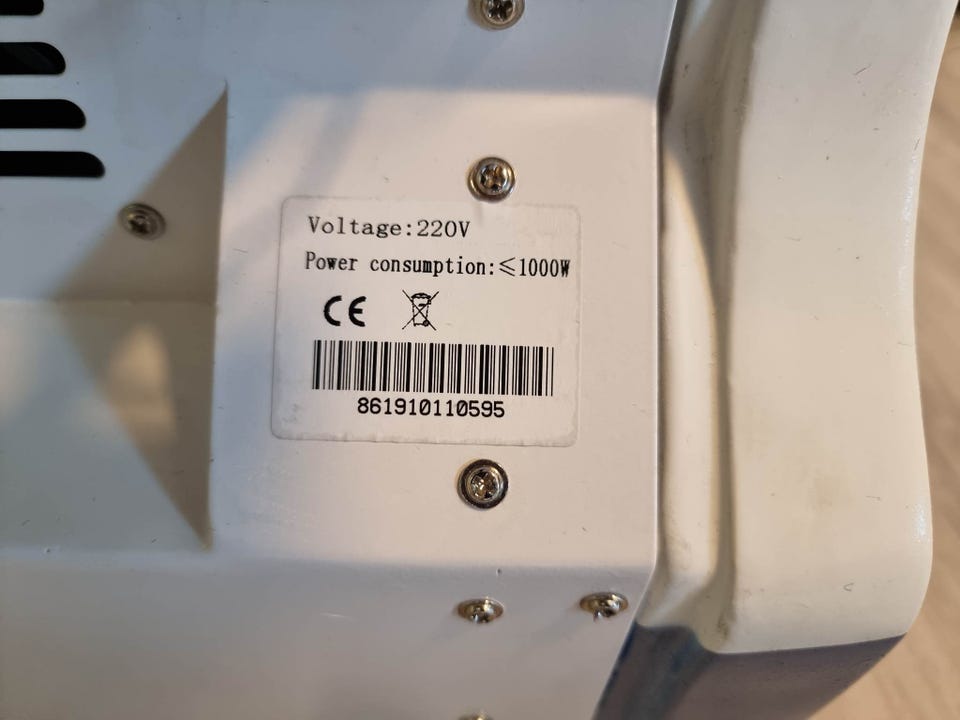 Voltage:220V
Power consumption:≤1000W
CE
861910110595